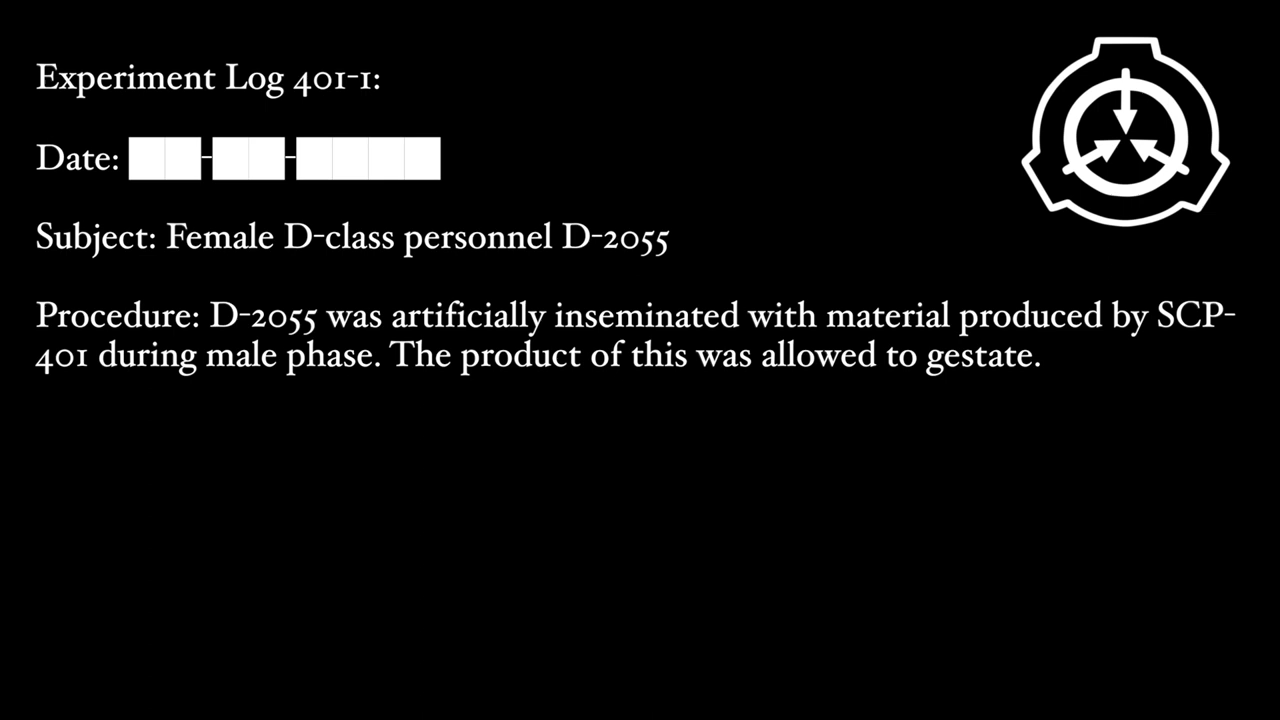 Experiment Log 401-1:
Date: ██-██-████
Subject: Female D-class personnel D-2055
Procedure: D-2055 was artificially inseminated with material produced by SCP-
401 during male phase. The product of this was allowed to gestate.